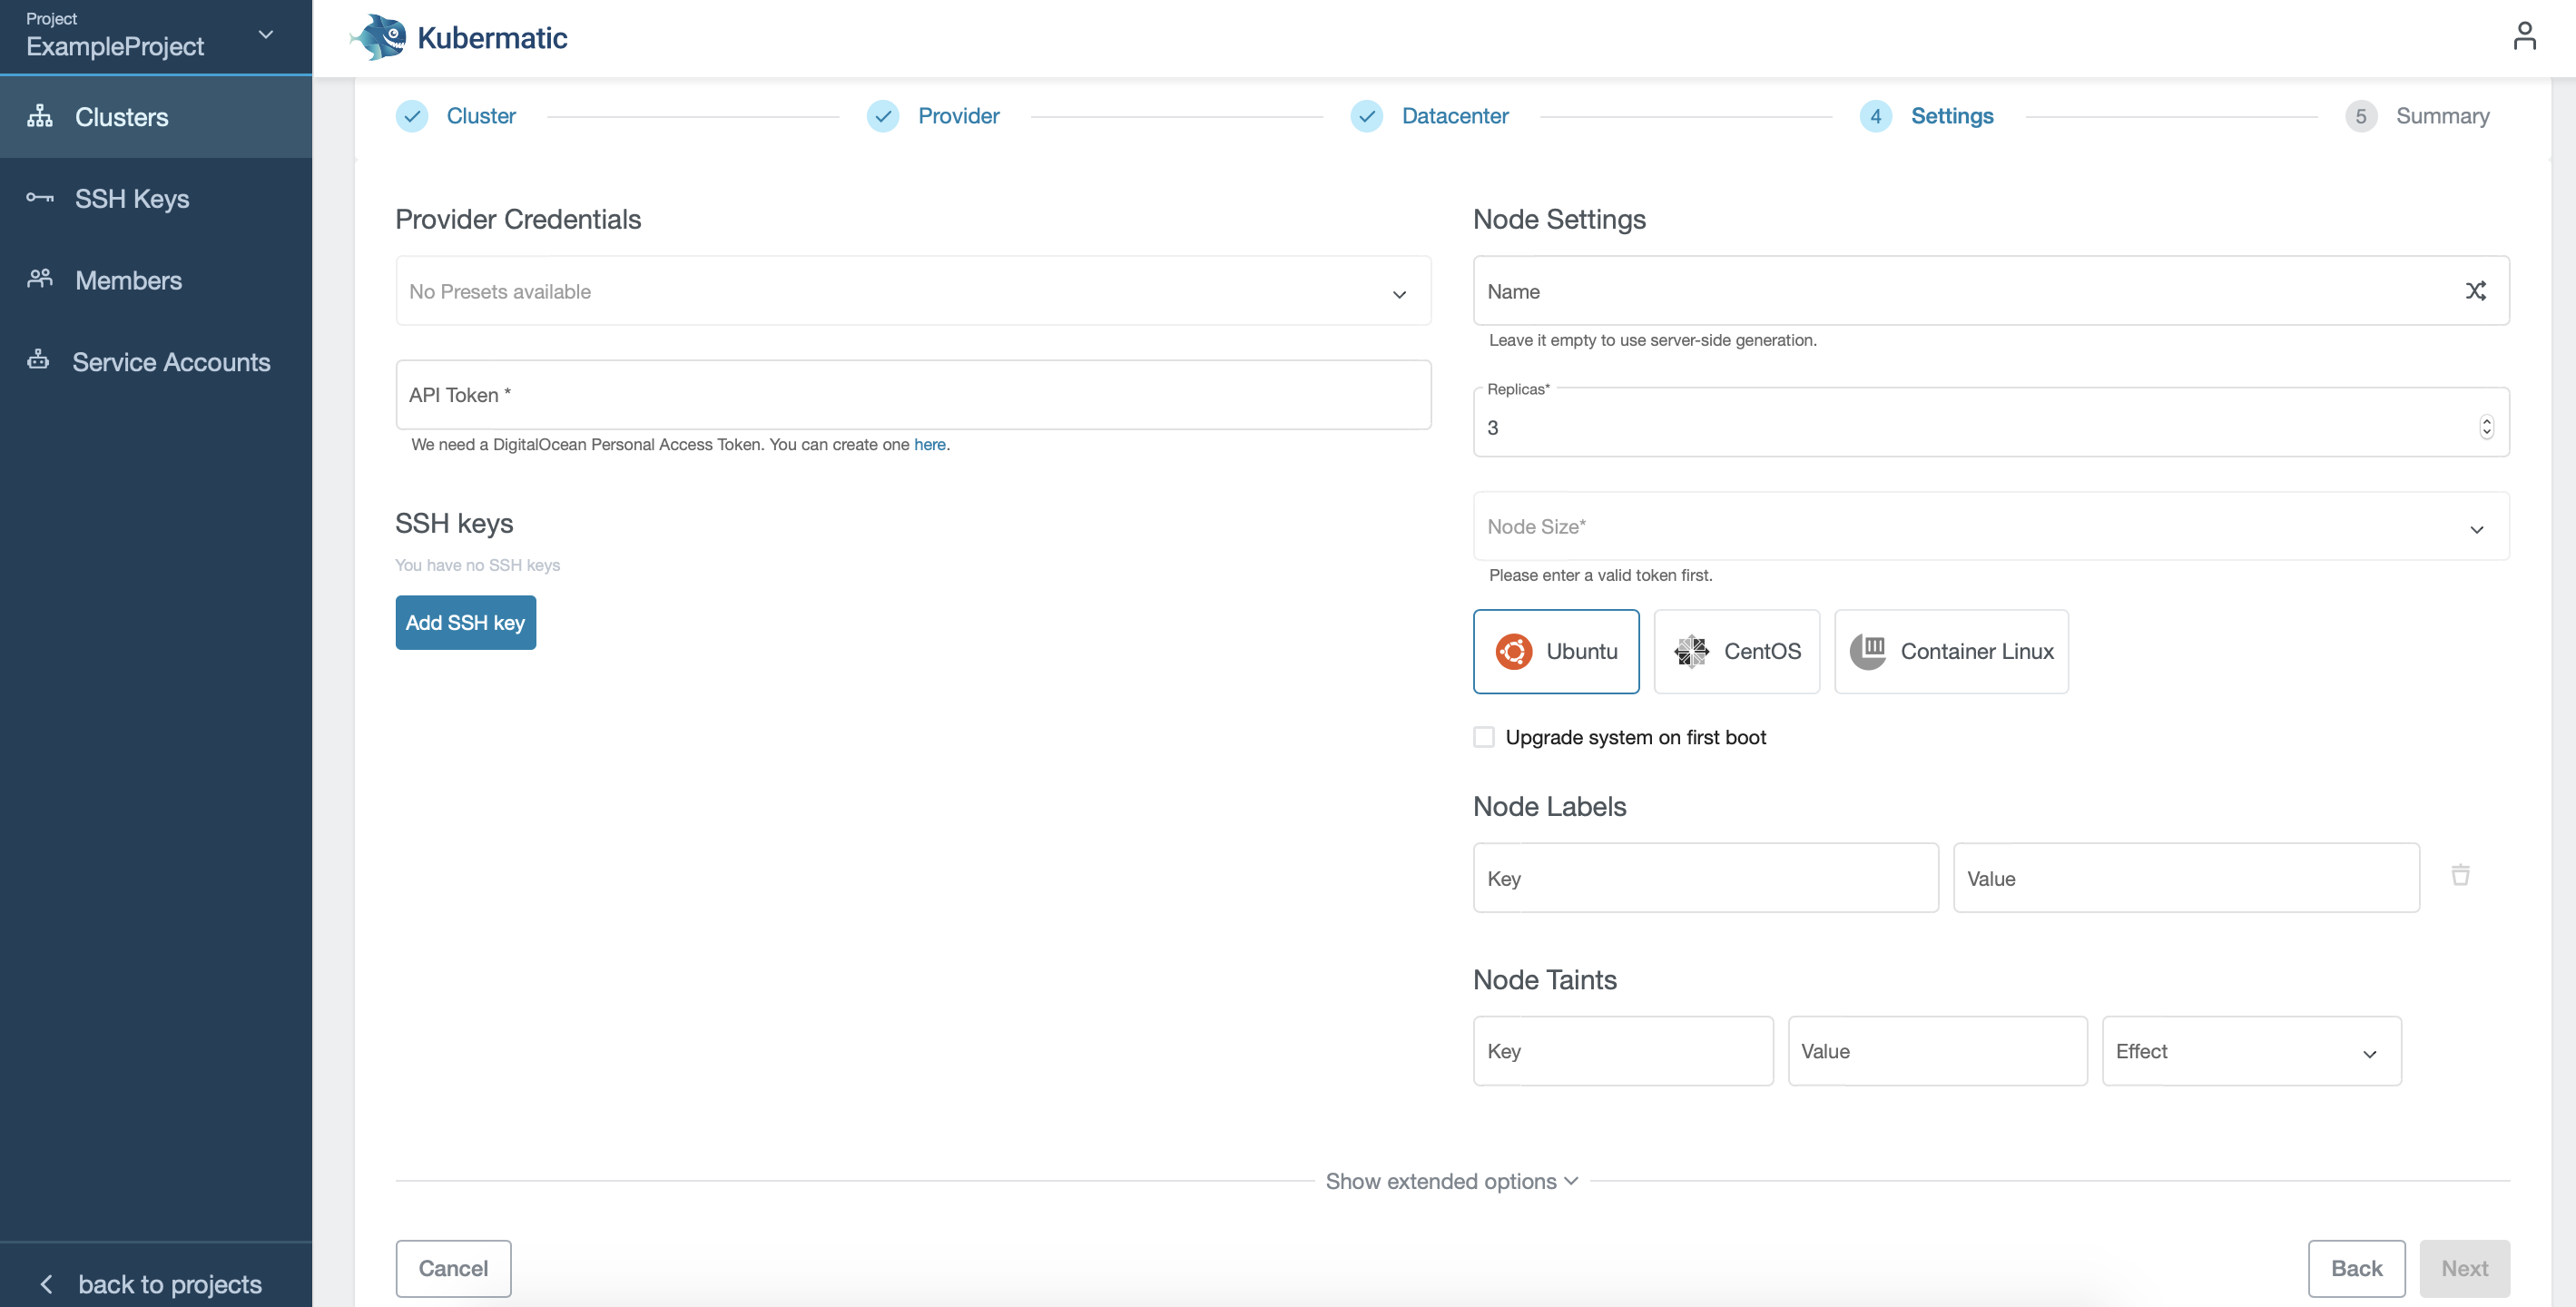 Project
ExampleProject
Clusters
SSH Keys
Members
Service Accounts
back to projects
Kubermatic
Cluster
Provider
Datacenter
4 Settings
5 Summary
Provider Credentials
No Presets available
API Token *
We need a DigitalOcean Personal Access Token. You can create one here.
SSH keys
You have no SSH keys
Add SSH key
Node Settings
Name
Leave it empty to use server-side generation.
Replicas*
3
Node Size*
Please enter a valid token first.
Ubuntu CentOS Container Linux
Upgrade system on first boot
Node Labels
Key Value
Node Taints
Key Value Effect
Show extended options
Cancel Back Next